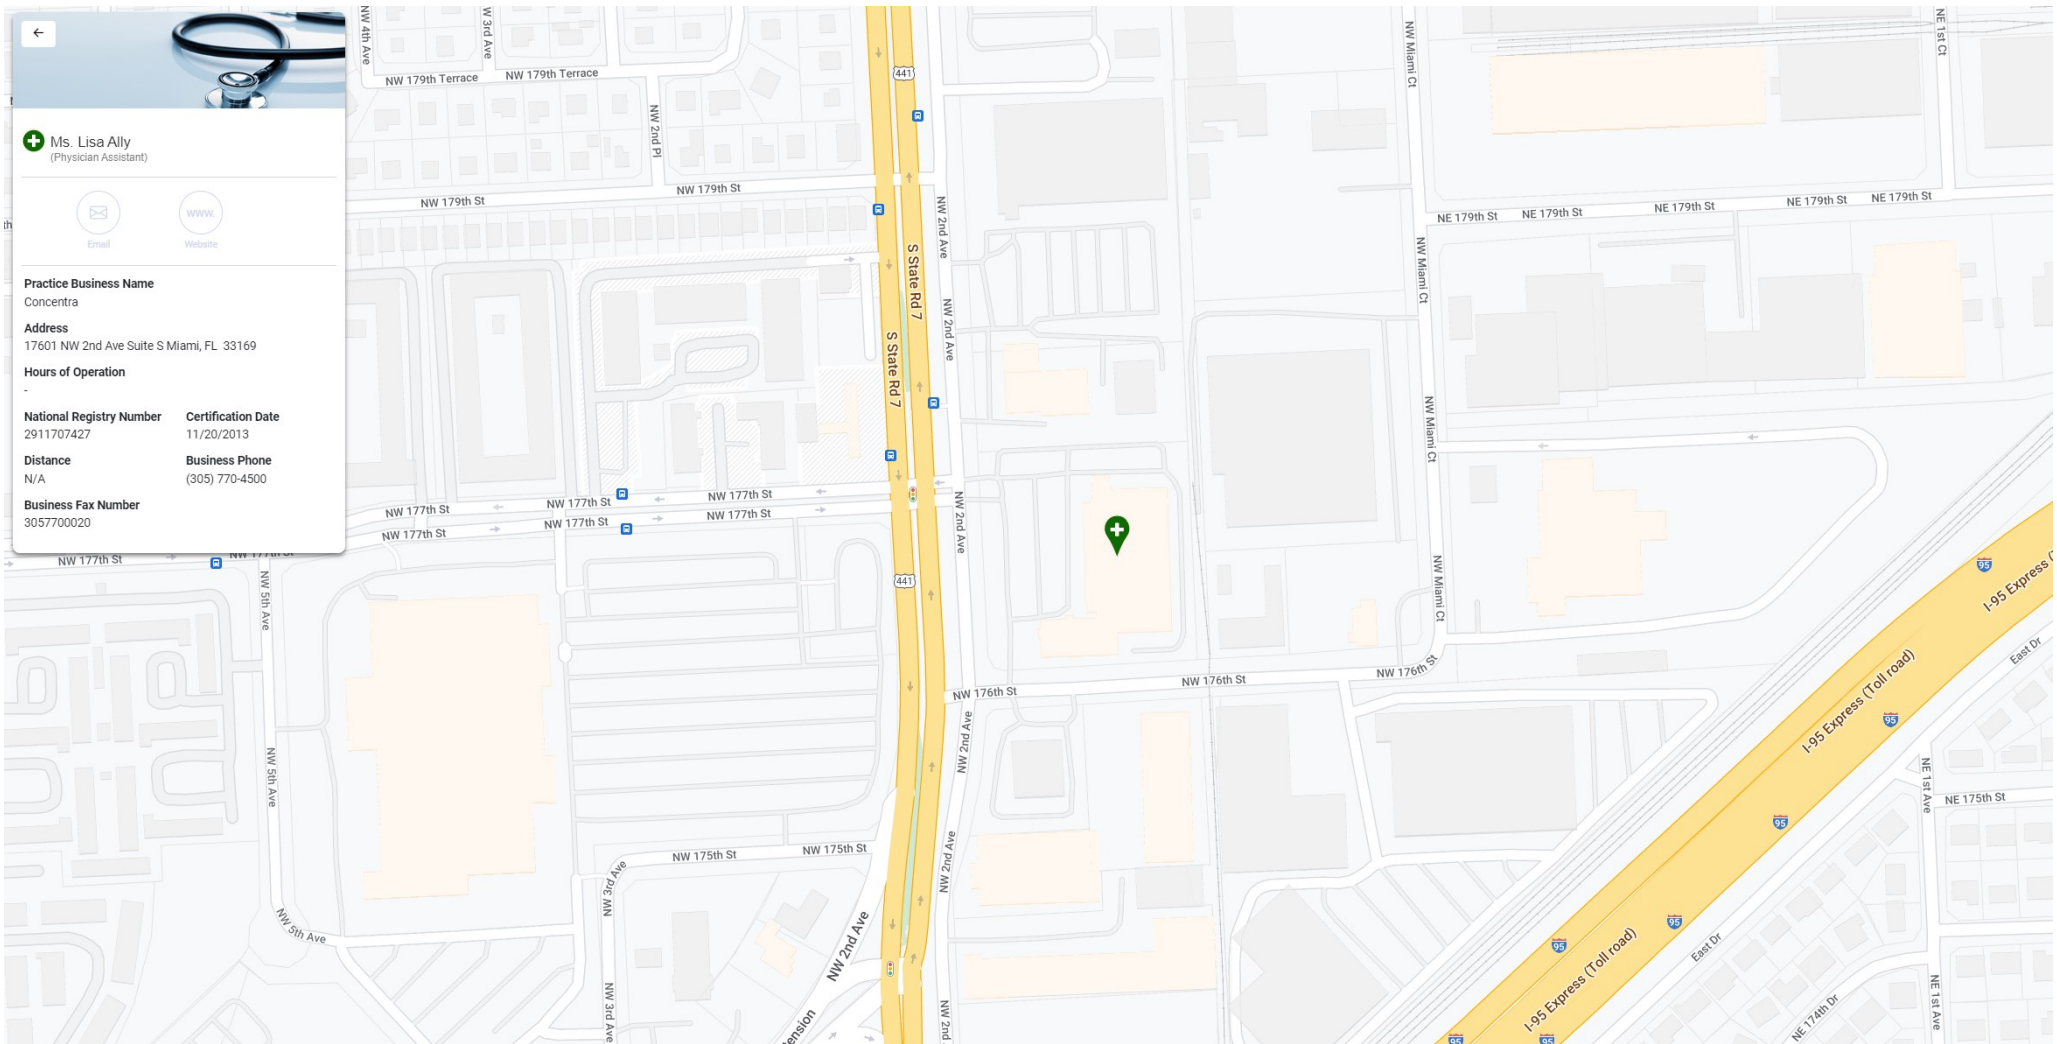 Ms. Lisa Ally
(Physician Assistant)
www.
Email
Website
Practice Business Name
Concentra
Address
17601 NW 2nd Ave Suite S Miami, FL 33169
Hours of Operation
-
National Registry Number
2911707427
Certification Date
11/20/2013
Distance
N/A
Business Phone
(305) 770-4500
Business Fax Number
3057700020
NW 4th Ave
W 3rd Ave
NW 179th Terrace
NW 179th Terrace
NW 2nd Pl
441
NW Miami Ct
NE 1st Ct
NW 179th St
NW 179th St
NW 2nd Ave
NE 179th St
NE 179th St
NE 179th St
NE 179th St
NE 179th St
S State Rd 7
NW Miami Ct
S State Rd 7
NW 2nd Ave
NW Miami Ct
NW 177th St
NW 177th St
NW 177th St
NW 177th St
NW 177th St
NW 177th St
NW 177th St
NW 2nd Ave
441
NW Miami Ct
95
I-95 Express
NW 5th Ave
East Dr
NW 176th St
NW 176th St
NW 176th St
I-95 Express (Toll road)
95
NW 2nd Ave
NW 5th Ave
NE 1st Ave
NE 175th St
95
NW 175th St
NW 175th St
NW 2nd Ave
NW 3rd Ave
NW 5th Ave
NW 2nd Ave
95
95
East Dr
I-95 Express (Toll road)
NW 3rd Ave
NW 2nd
ension
NE 174th Dr
NE 1st Ave
95
95